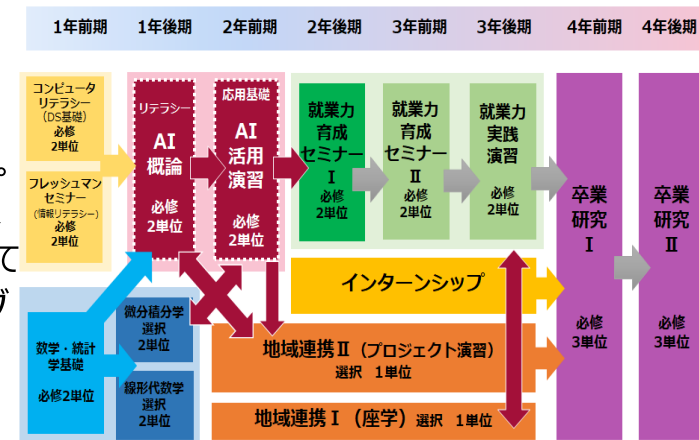 1年前期 1年後期 2年前期 2年後期 3年前期 3年後期 4年前期 4年後期
コンピュータ
リテラシー
（DS基礎）
必修
2単位
フレッシュマン
セミナー
（情報リテラシー）
必修
2単位
リテラシー
AI
概論
必修
2単位
応用基礎
AI
活用
演習
必修
2単位
就業力
育成
セミナー
Ⅰ
必修
2単位
就業力
育成
セミナー
Ⅱ
必修
2単位
就業力
実践
演習
必修
2単位
卒業
研究
Ⅰ
必修
3単位
卒業
研究
Ⅱ
必修
3単位
。
て
インターンシップ
数学・統計
学基礎
必修2単位
微分積分学
選択
2単位
線形代数学
選択
2単位
地域連携Ⅱ（プロジェクト演習）
選択 1単位
地域連携Ⅰ（座学）選択 1単位